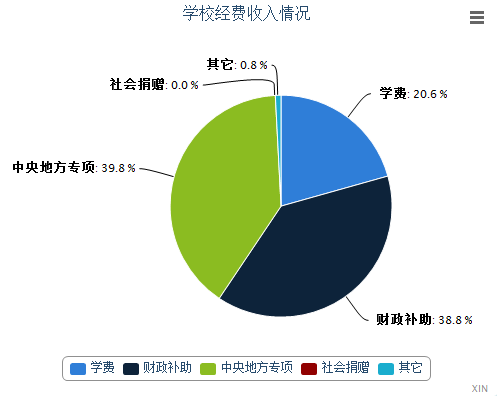 学校经费收入情况
其它: 0.8 %
社会捐赠: 0.0 %
学费: 20.6 %
中央地方专项: 39.8 %
财政补助: 38.8 %
学费 财政补助 中央地方专项 社会捐赠 其它
XIN